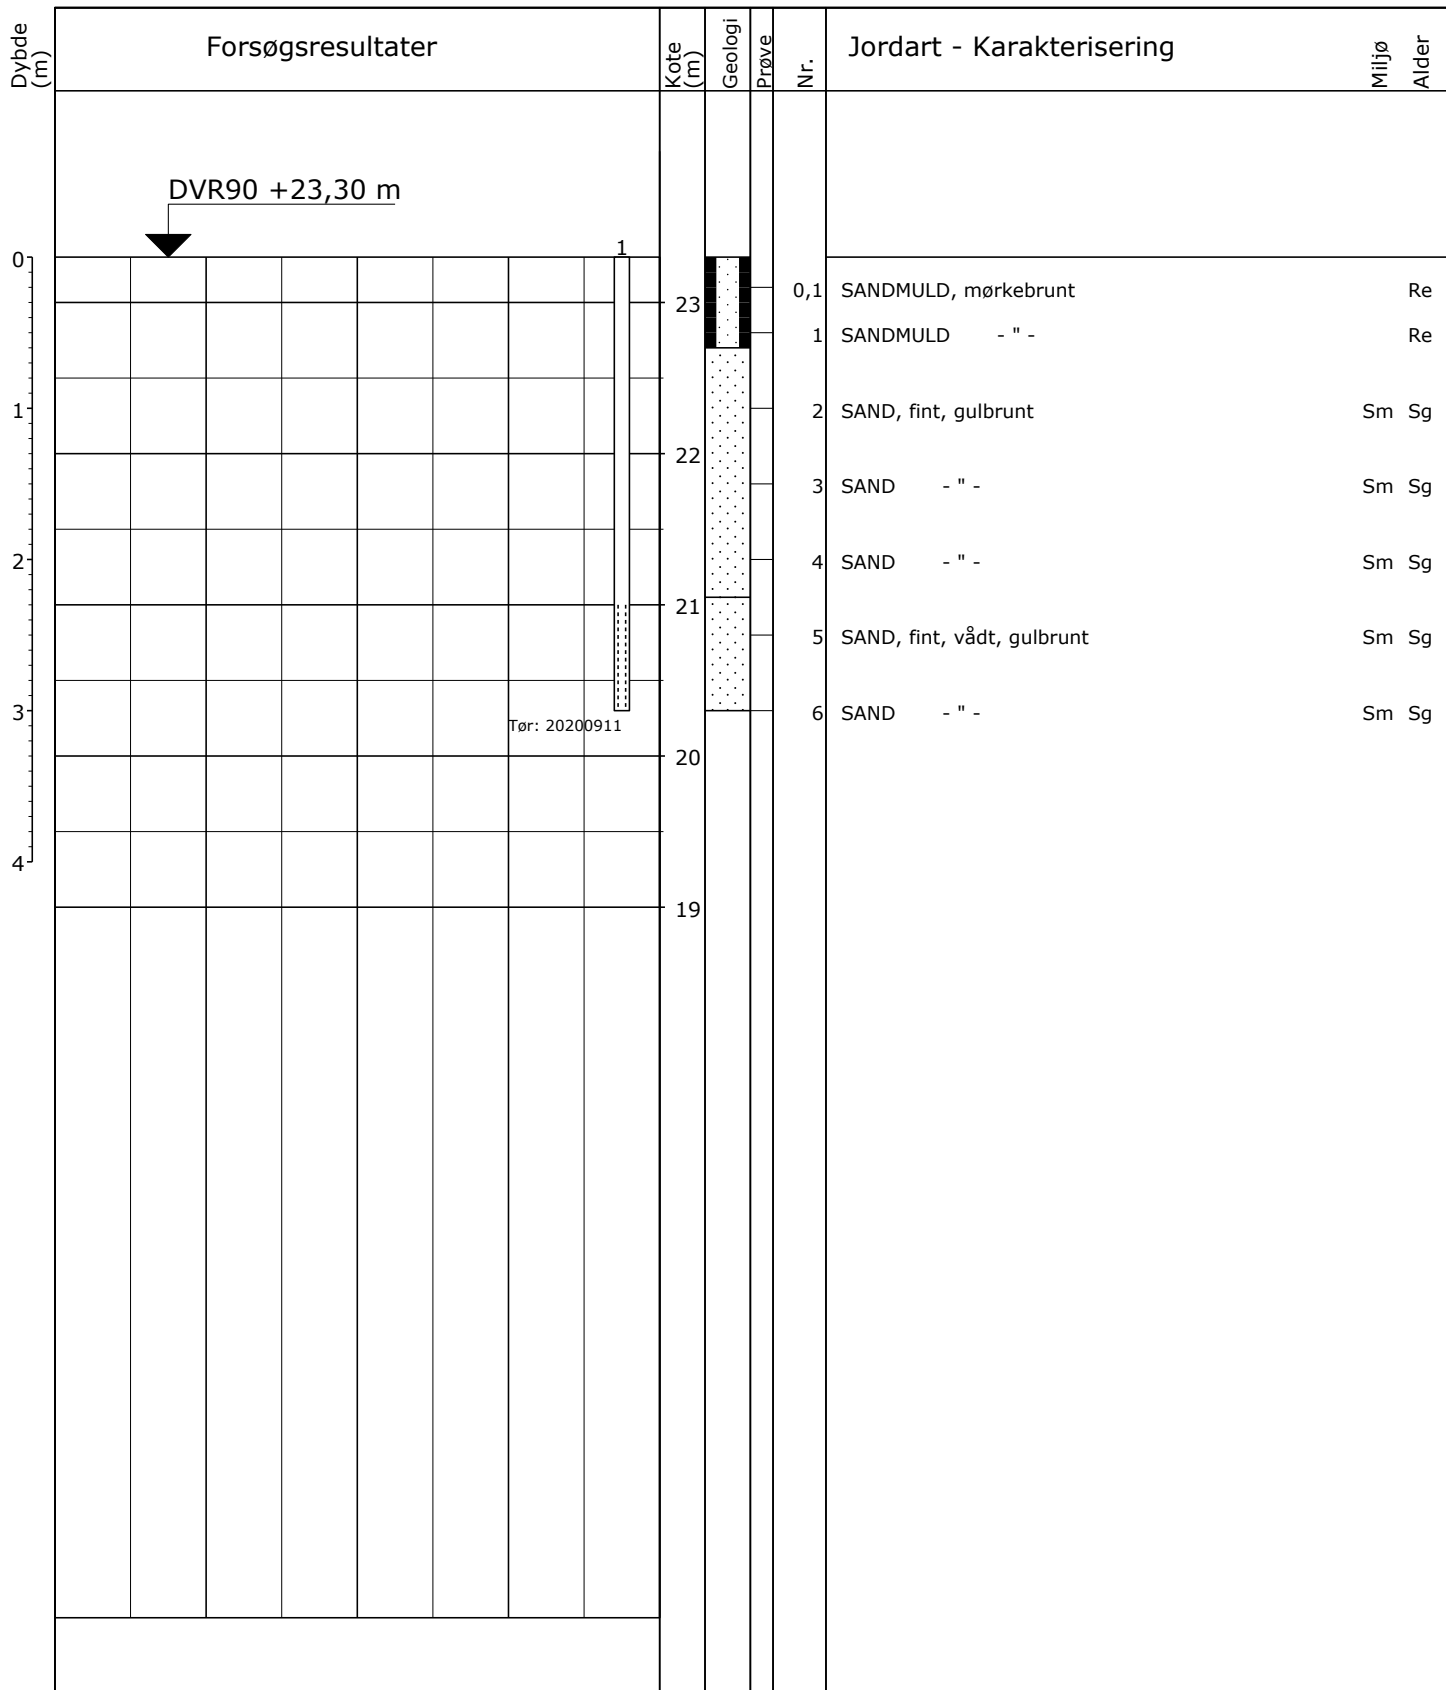 Dybde (m)
Forsøgsresultater
Kote (m)
Geologi
Prøve
Nr.
Jordart - Karakterisering
Miljø
Alder
DVR90 +23,30 m
1
0
23
0,1 SANDMULD, mørkebrunt Re
1 SANDMULD - " - Re
1
2 SAND, fint, gulbrunt Sm Sg
22
3 SAND - " - Sm Sg
2
4 SAND - " - Sm Sg
21
5 SAND, fint, vådt, gulbrunt Sm Sg
3
6 SAND - " - Sm Sg
Tør: 20200911
20
4
19